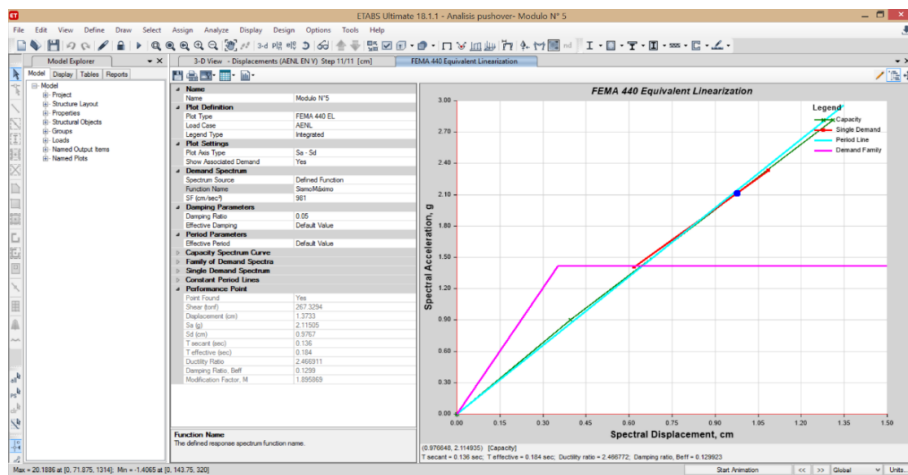 ETABS Ultimate 18.1.1 - Analisis pushover- Modulo N° 5
File Edit View Define Draw Select Assign Analyze Display Design Options Tools Help
Model Explorer
3-D View - Displacements (AENL EN Y) Step 11/11 [cm]
FEMA 440 Equivalent Linearization
Model Display Tables Reports
Model
Project
Structure Layout
Properties
Structural Objects
Groups
Loads
Named Output Items
Named Plots
Name
Name Modulo N°5
Plot Definition
Plot Type FEMA 440 EL
Load Case AENL
Legend Type Integrated
Plot Settings
Plot Axis Type Sa - Sd
Show Associated Demand Yes
Demand Spectrum
Spectrum Source Defined Function
Function Name SismoMáximo
SF (cm/sec²) 981
Damping Parameters
Damping Ratio 0.05
Effective Damping Default Value
Period Parameters
Effective Period Default Value
Capacity Spectrum Curve
Family of Demand Spectra
Single Demand Spectrum
Constant Period Lines
Performance Point
Point Found Yes
Shear (tonf) 267.3294
Displacement (cm) 1.3733
Sa (g) 2.11505
Sd (cm) 0.9767
T secant (sec) 0.136
T effective (sec) 0.184
Ductility Ratio 2.466911
Damping Ratio, Beff 0.1299
Modification Factor, M 1.895869
Function Name
The defined response spectrum function name.
FEMA 440 Equivalent Linearization
Legend
Capacity
Single Demand
Period Line
Demand Family
Spectral Acceleration, g
3.00
2.70
2.40
2.10
1.80
1.50
1.20
0.90
0.60
0.30
0.00
0.00 0.15 0.30 0.45 0.60 0.75 0.90 1.05 1.20 1.35 1.50
Spectral Displacement, cm
(0.976646, 2.114935) [Capacity]
T secant = 0.136 sec; T effective = 0.184 sec; Ductility ratio = 2.466772; Damping ratio, Beff = 0.129923
Max = 20.1886 at [0, 71.875, 1314]; Min = -1.4065 at [0, 143.75, 320]
Start Animation << >> Global Units...